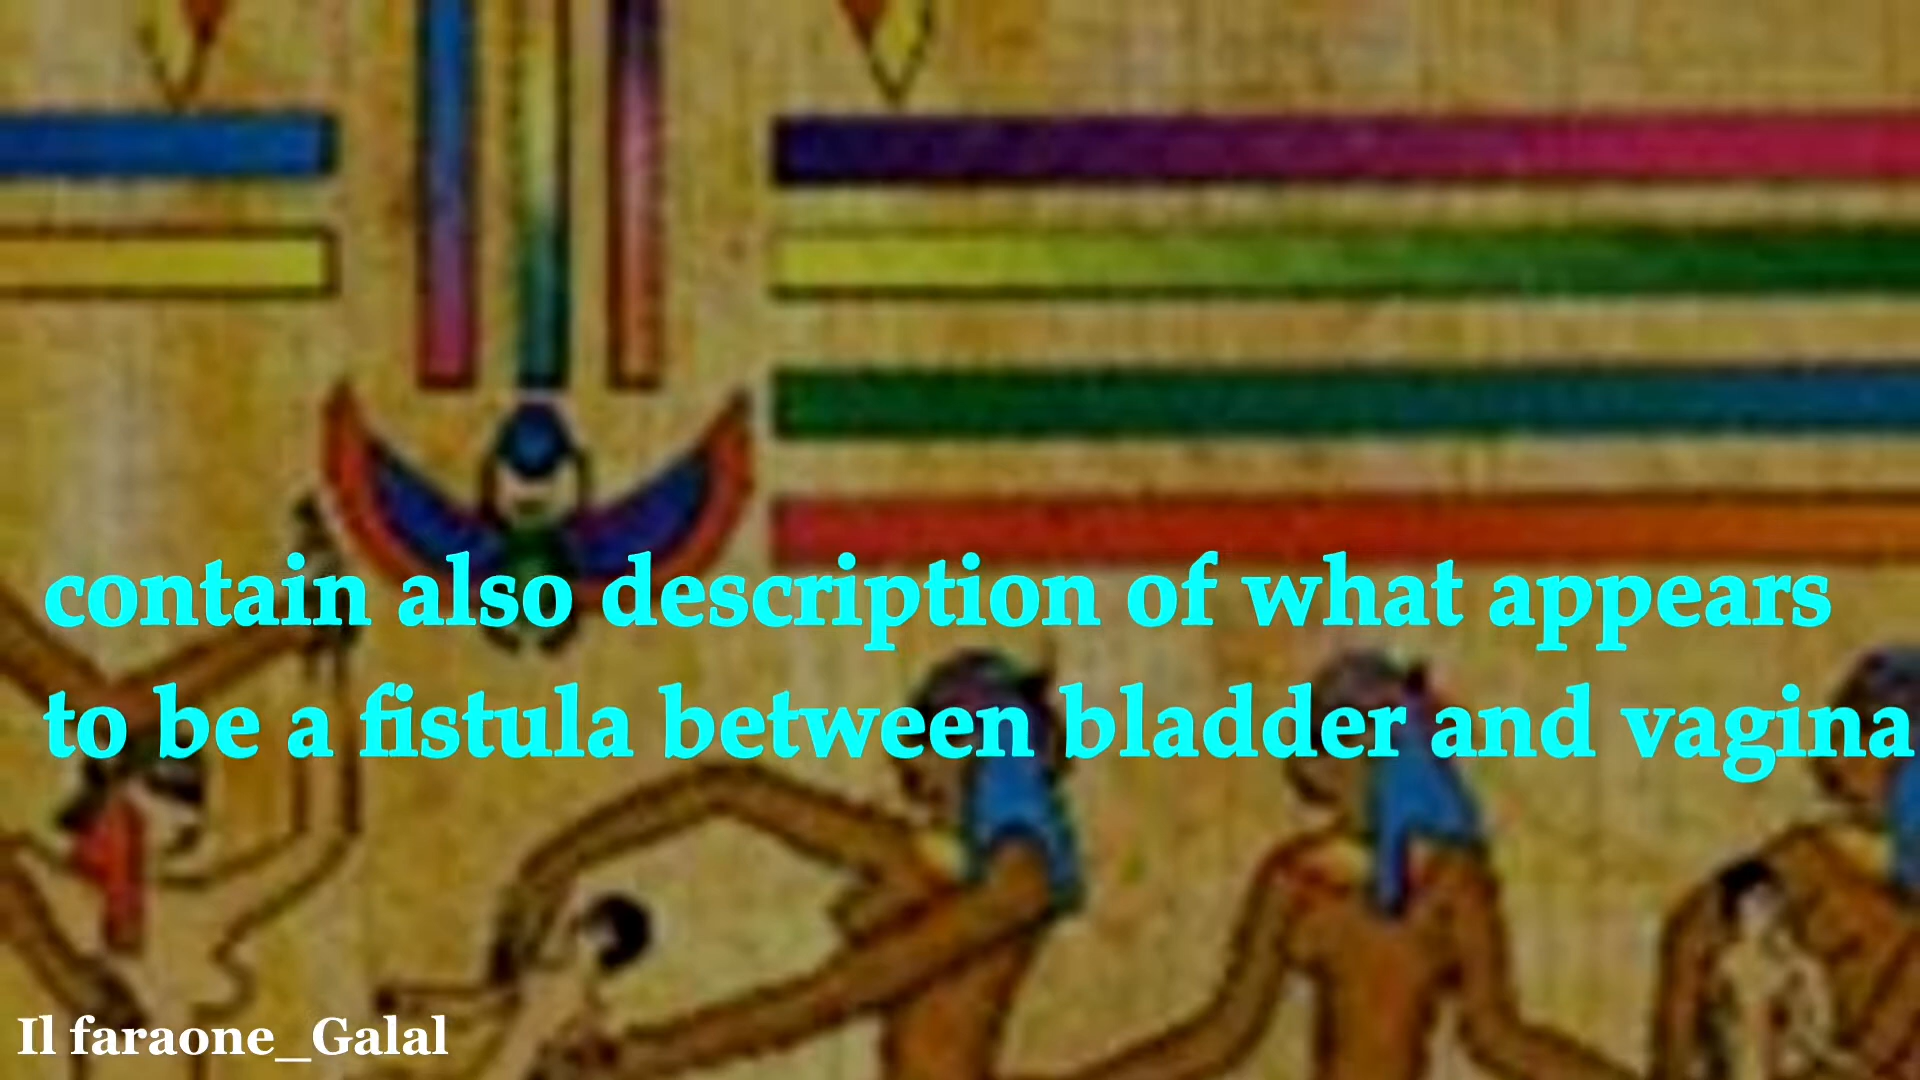 contain also description of what appears
to be a fistula between bladder and vagina
Il faraone_Galal